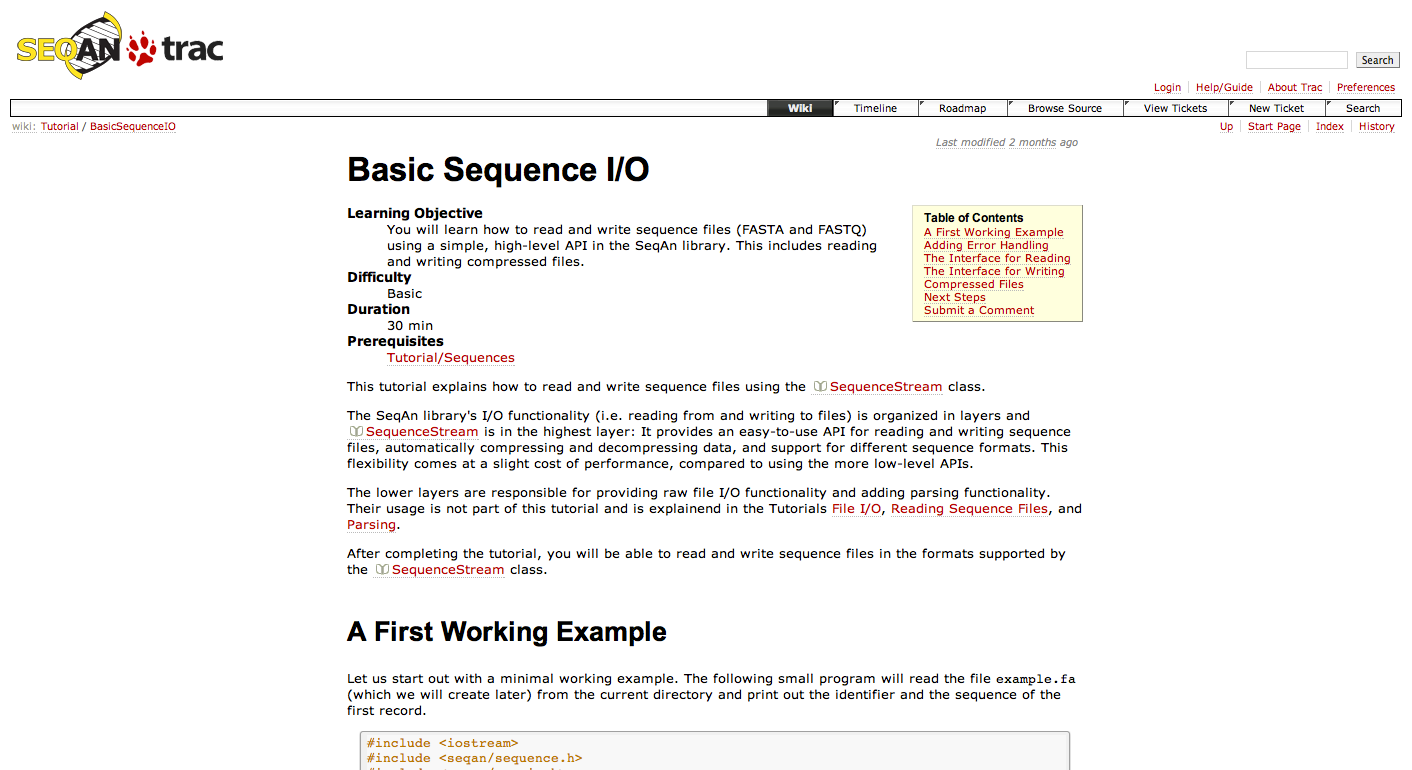 SEQAN trac
Search
Login Help/Guide About Trac Preferences
Wiki Timeline Roadmap Browse Source View Tickets New Ticket Search
wiki: Tutorial / BasicSequenceIO
Up Start Page Index History
Last modified 2 months ago
Basic Sequence I/O
Learning Objective
You will learn how to read and write sequence files (FASTA and FASTQ)
using a simple, high-level API in the SeqAn library. This includes reading
and writing compressed files.
Difficulty
Basic
Duration
30 min
Prerequisites
Tutorial/Sequences
Table of Contents
A First Working Example
Adding Error Handling
The Interface for Reading
The Interface for Writing
Compressed Files
Next Steps
Submit a Comment
This tutorial explains how to read and write sequence files using the SequenceStream class.
The SeqAn library's I/O functionality (i.e. reading from and writing to files) is organized in layers and
SequenceStream is in the highest layer: It provides an easy-to-use API for reading and writing sequence
files, automatically compressing and decompressing data, and support for different sequence formats. This
flexibility comes at a slight cost of performance, compared to using the more low-level APIs.
The lower layers are responsible for providing raw file I/O functionality and adding parsing functionality.
Their usage is not part of this tutorial and is explainend in the Tutorials File I/O, Reading Sequence Files, and
Parsing.
After completing the tutorial, you will be able to read and write sequence files in the formats supported by
the SequenceStream class.
A First Working Example
Let us start out with a minimal working example. The following small program will read the file example.fa
(which we will create later) from the current directory and print out the identifier and the sequence of the
first record.
#include <iostream>
#include <seqan/sequence.h>